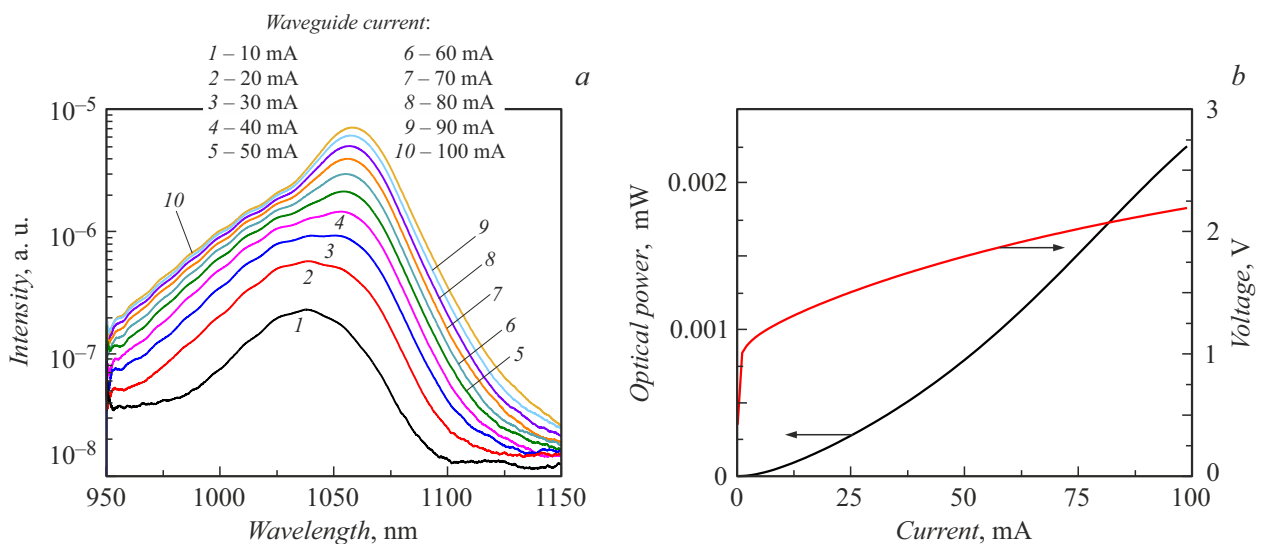 Waveguide current:
1 – 10 mA
2 – 20 mA
3 – 30 mA
4 – 40 mA
5 – 50 mA
6 – 60 mA
7 – 70 mA
8 – 80 mA
9 – 90 mA
10 – 100 mA
a
10⁻⁵
10⁻⁶
10⁻⁷
10⁻⁸
Intensity, a. u.
10
4
3
2
1
9
8
7
6
5
950
1000
1050
1100
1150
Wavelength, nm
b
0.002
0.001
0
Optical power, mW
3
2
1
0
Voltage, V
0
25
50
75
100
Current, mA